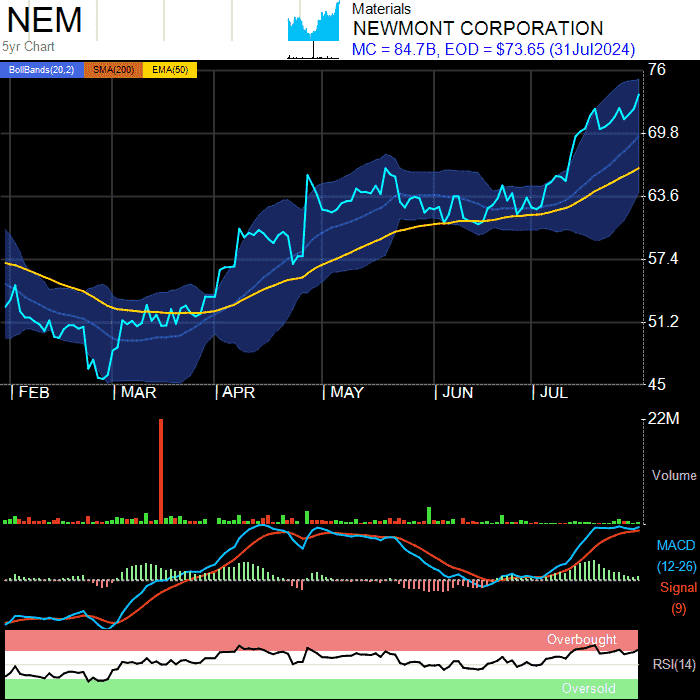 NEM
5yr Chart
Materials
NEWMONT CORPORATION
MC = 84.7B, EOD = $73.65 (31Jul2024)
BollBands(20,2) SMA(200) EMA(50)
76
69.8
63.6
57.4
51.2
45
FEB MAR APR MAY JUN JUL
22M
Volume
MACD
(12-26)
Signal
(9)
Overbought
RSI(14)
Oversold